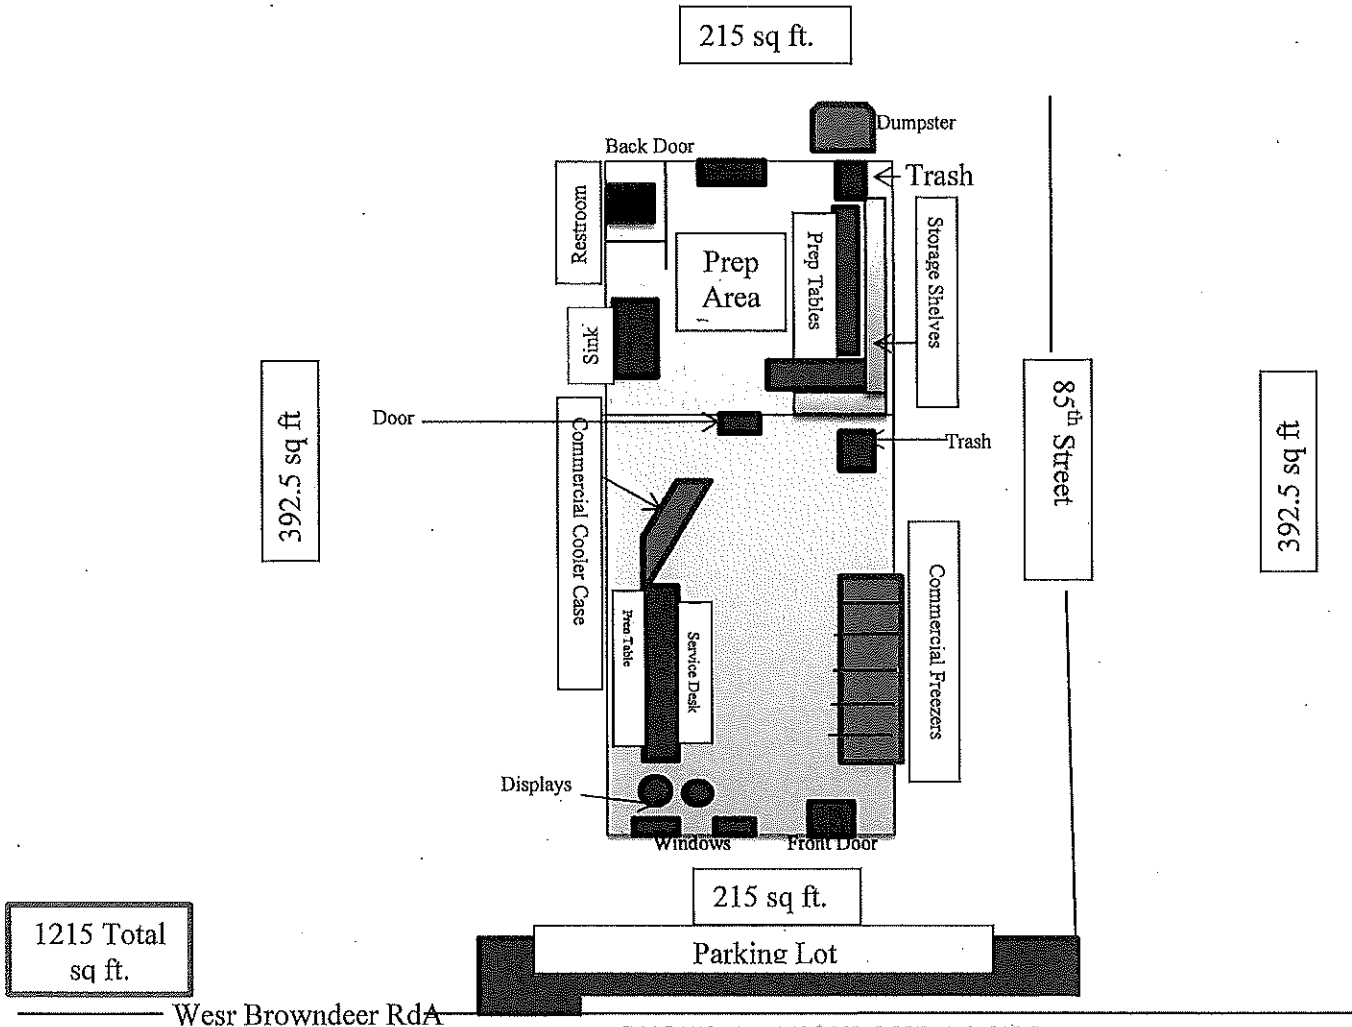 215 sq ft.
Dumpster
Back Door
Trash
Restroom
Prep
Area
Prep Tables
Storage Shelves
Sink
392.5 sq ft
85th Street
392.5 sq ft
Door
Commercial Cooler Case
Trash
Commercial Freezers
Pren Table
Service Desk
Displays
Windows
Front Door
215 sq ft.
1215 Total
sq ft.
Parking Lot
Wesr Browndeer RdA